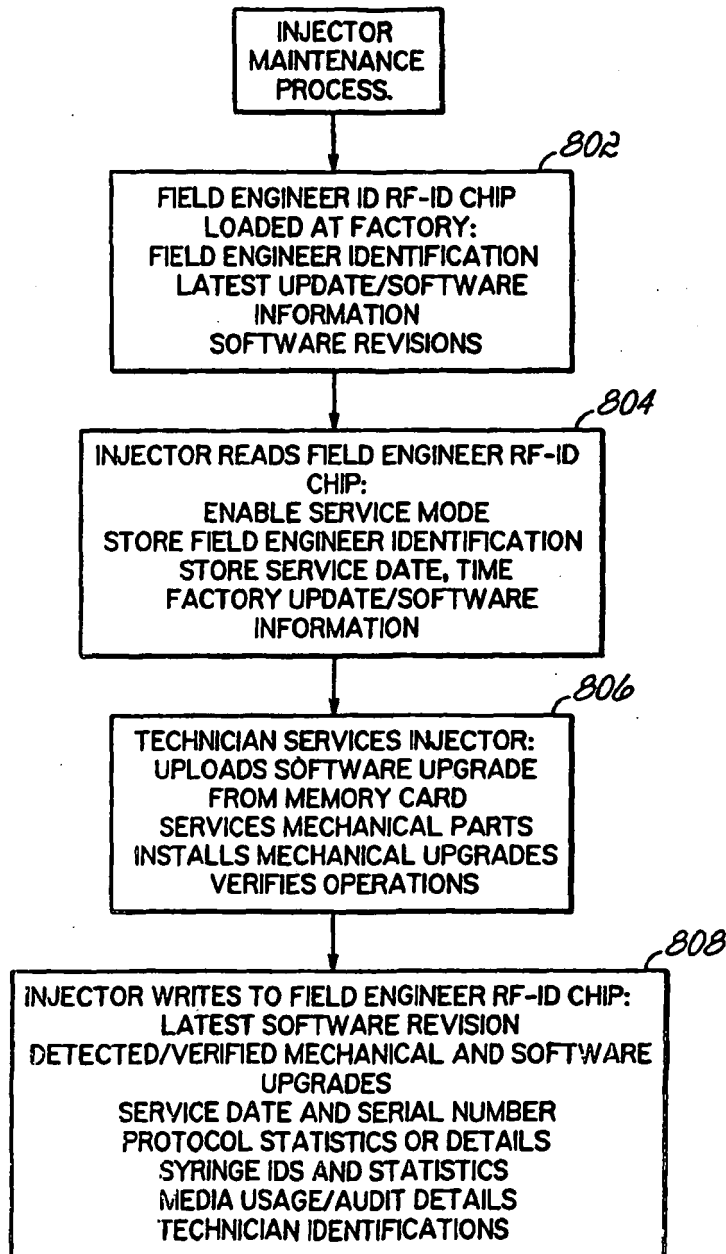 INJECTOR
MAINTENANCE
PROCESS.
802
FIELD ENGINEER ID RF-ID CHIP
LOADED AT FACTORY:
FIELD ENGINEER IDENTIFICATION
LATEST UPDATE/SOFTWARE
INFORMATION
SOFTWARE REVISIONS
804
INJECTOR READS FIELD ENGINEER RF-ID
CHIP:
ENABLE SERVICE MODE
STORE FIELD ENGINEER IDENTIFICATION
STORE SERVICE DATE, TIME
FACTORY UPDATE/SOFTWARE
INFORMATION
806
TECHNICIAN SERVICES INJECTOR:
UPLOADS SOFTWARE UPGRADE
FROM MEMORY CARD
SERVICES MECHANICAL PARTS
INSTALLS MECHANICAL UPGRADES
VERIFIES OPERATIONS
808
INJECTOR WRITES TO FIELD ENGINEER RF-ID CHIP:
LATEST SOFTWARE REVISION
DETECTED/VERIFIED MECHANICAL AND SOFTWARE
UPGRADES
SERVICE DATE AND SERIAL NUMBER
PROTOCOL STATISTICS OR DETAILS
SYRINGE IDS AND STATISTICS
MEDIA USAGE/AUDIT DETAILS
TECHNICIAN IDENTIFICATIONS